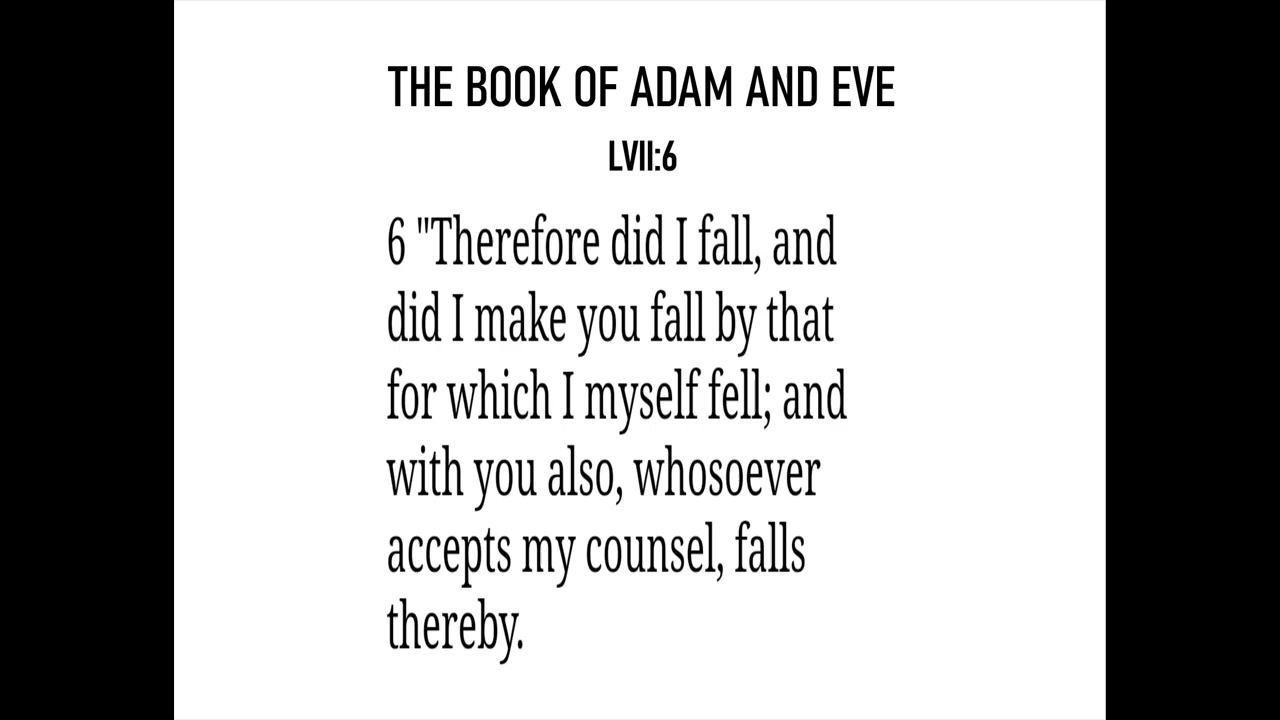 THE BOOK OF ADAM AND EVE
LVII:6
6 "Therefore did I fall, and
did I make you fall by that
for which I myself fell; and
with you also, whosoever
accepts my counsel, falls
thereby.